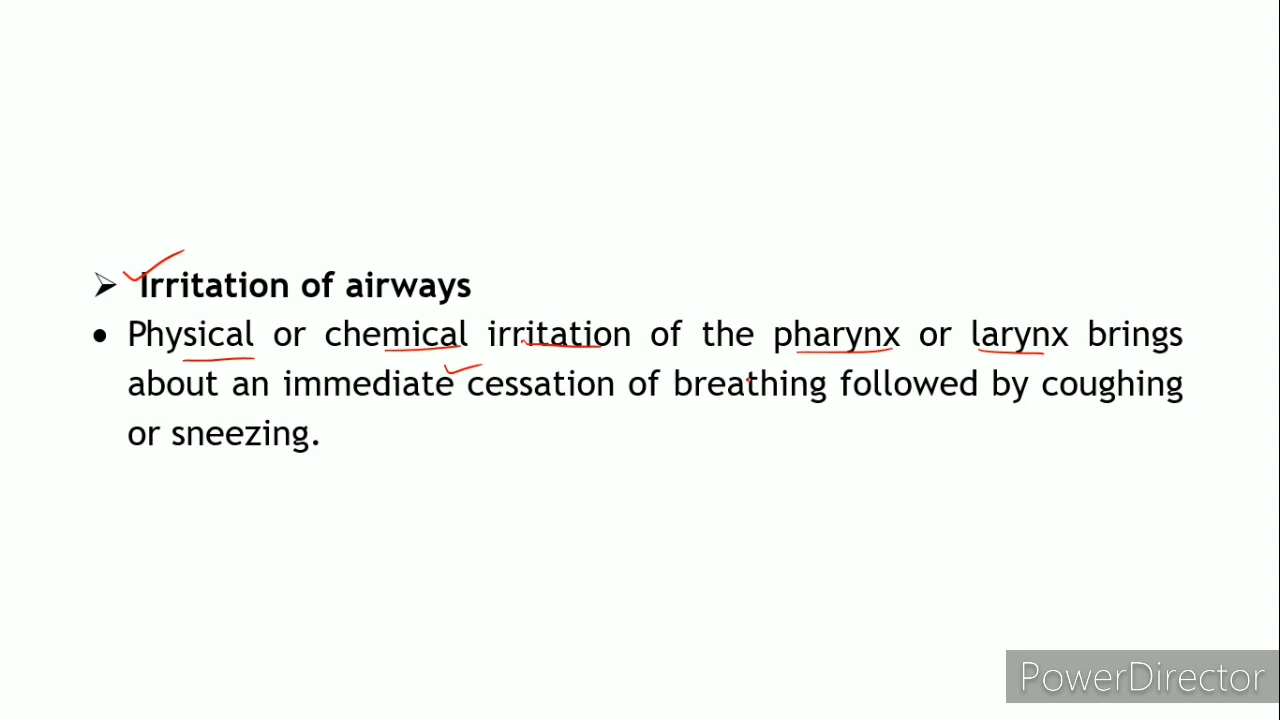 ➢ Irritation of airways
• Physical or chemical irritation of the pharynx or larynx brings
about an immediate cessation of breathing followed by coughing
or sneezing.
PowerDirector